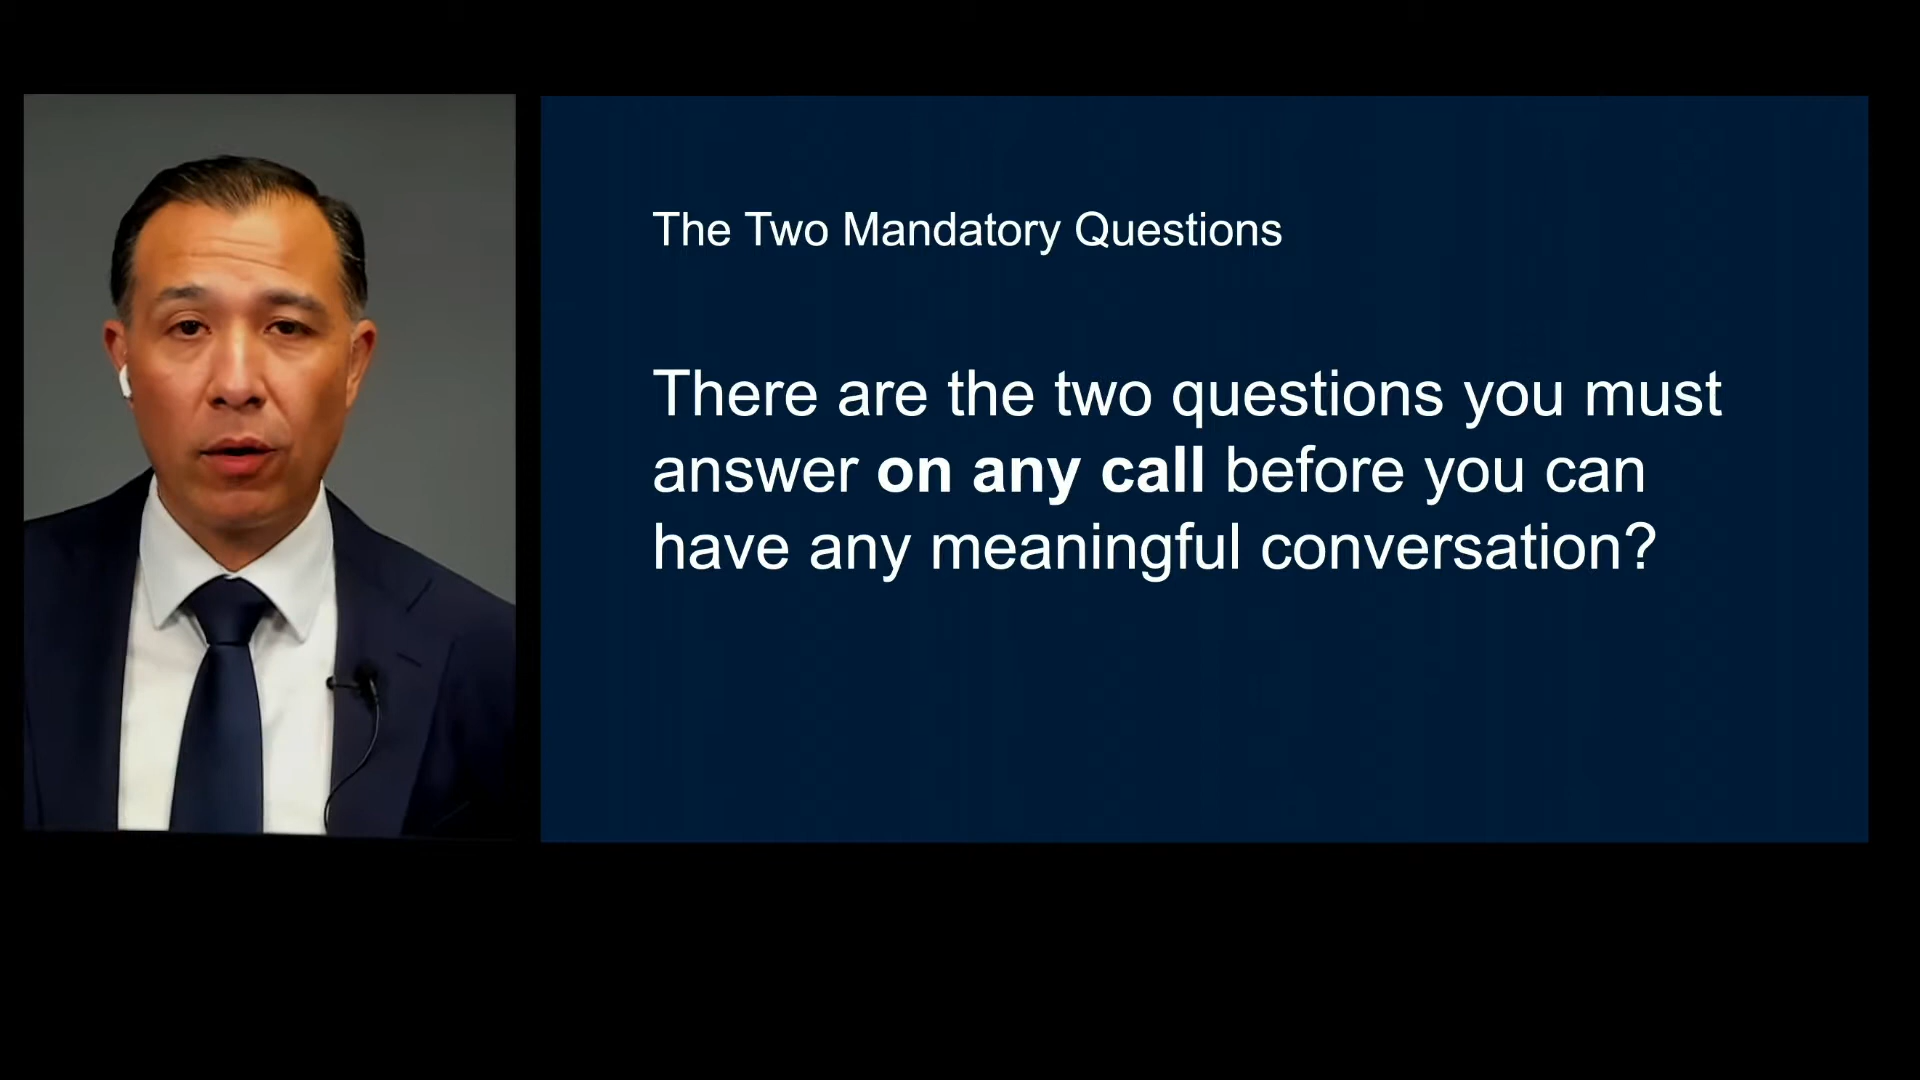 The Two Mandatory Questions
There are the two questions you must
answer on any call before you can
have any meaningful conversation?